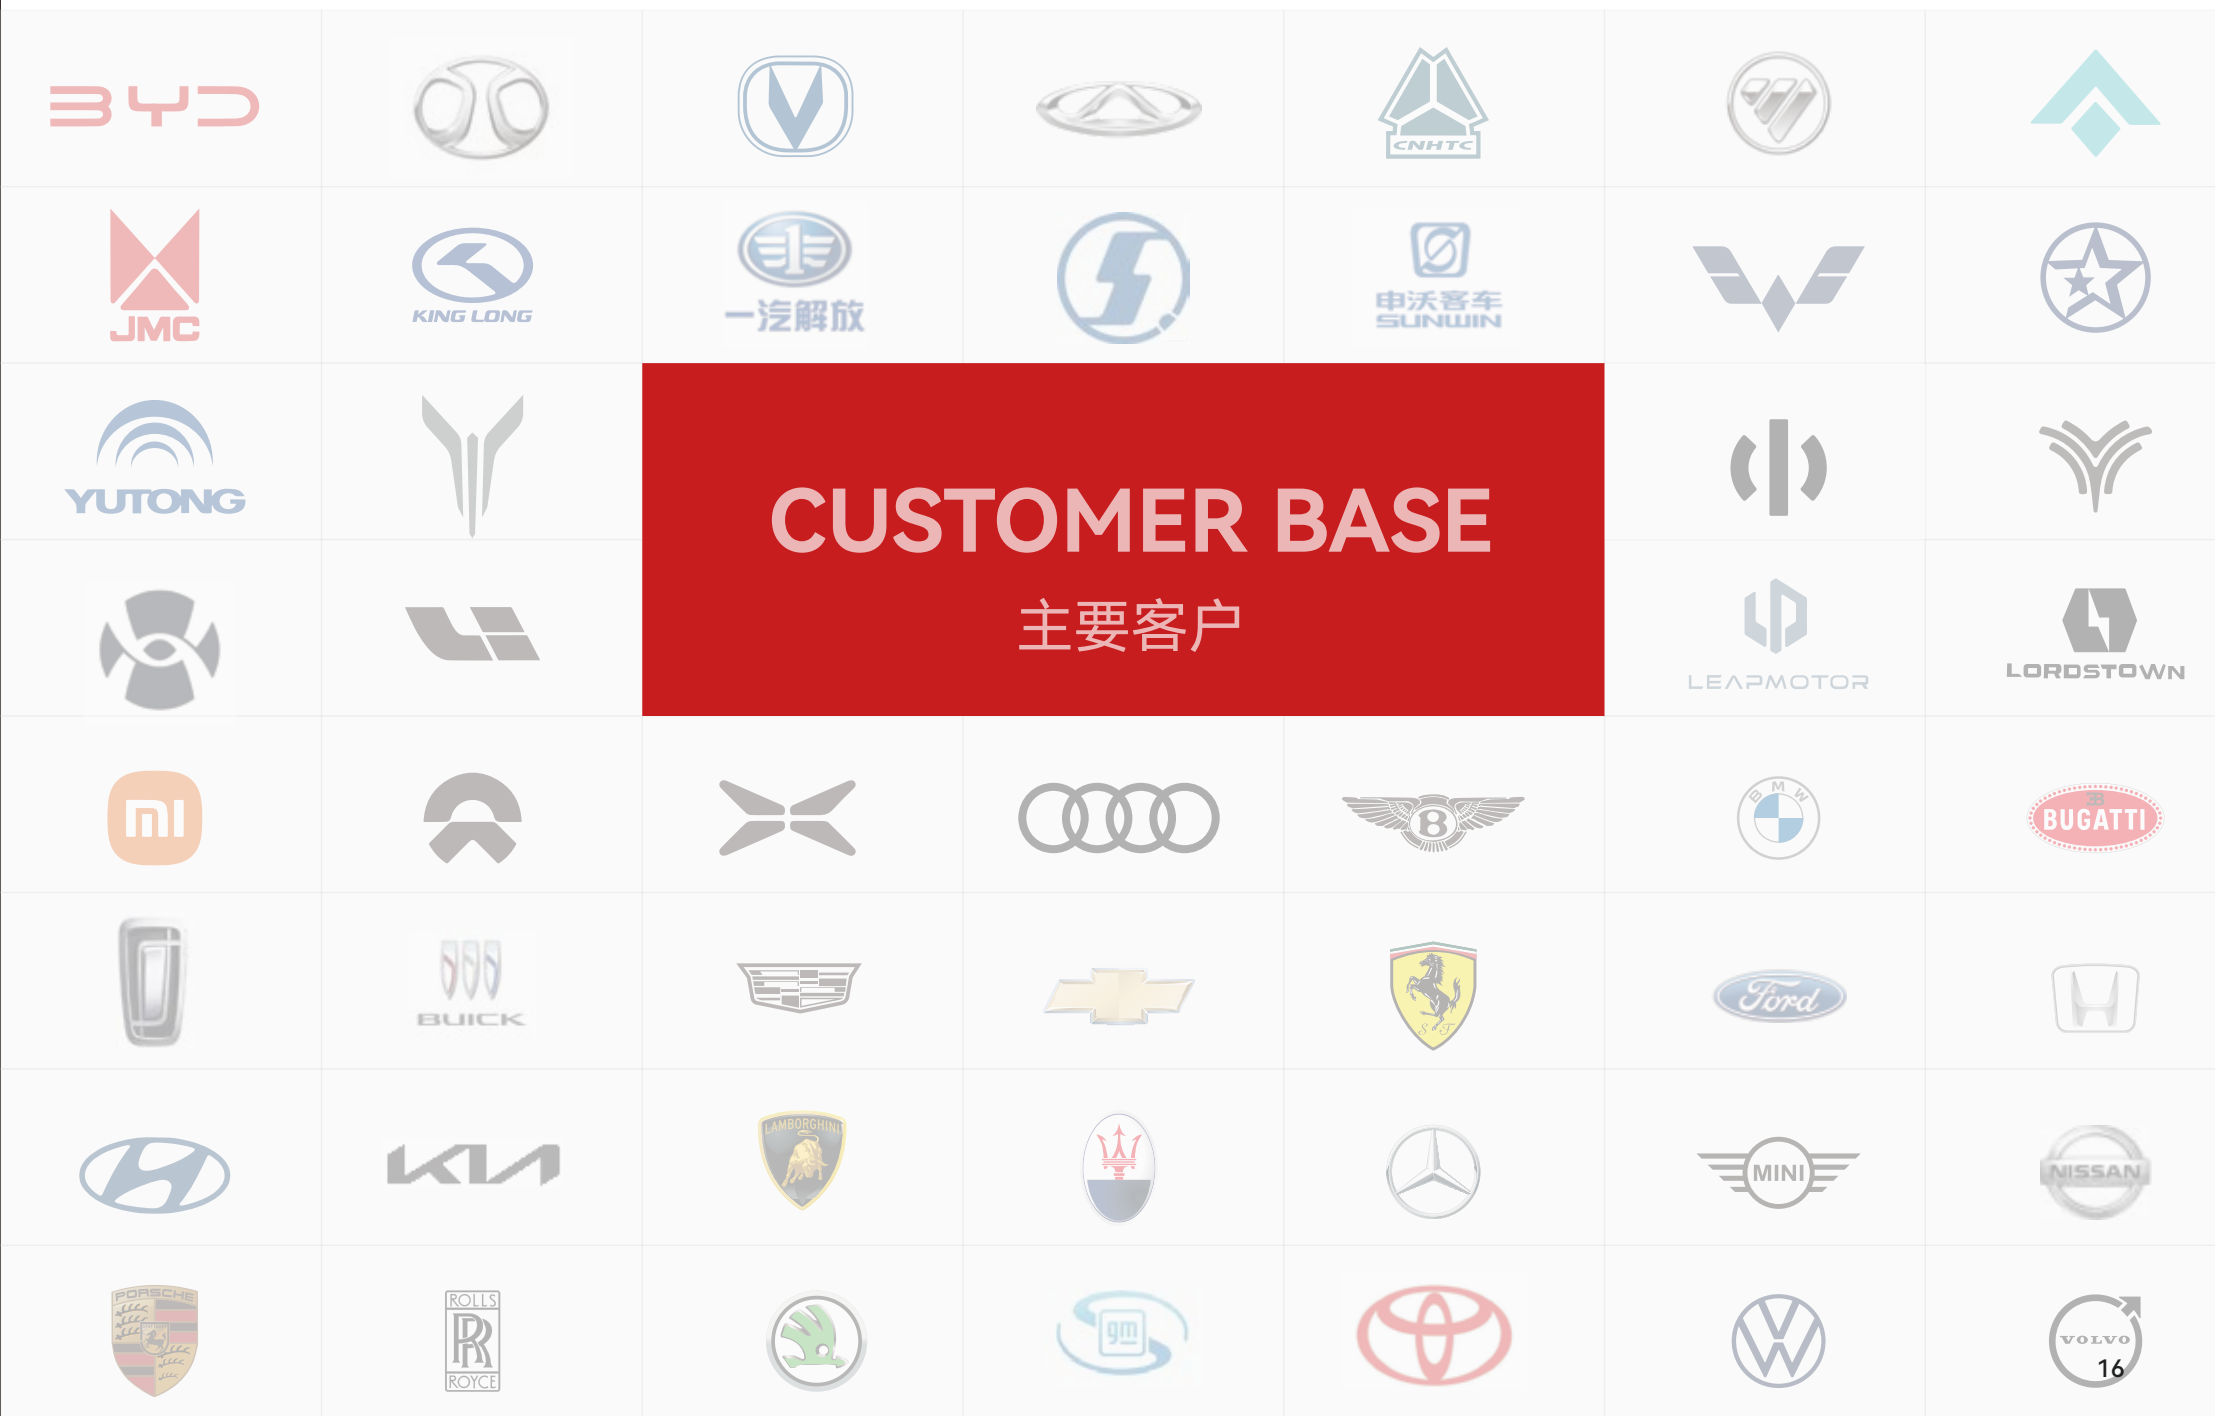 BYD
CNHTC
JMC
KING LONG
一汽解放
申沃客车
SUNWIN
YUTONG
CUSTOMER BASE
主要客户
LEAPMOTOR
LORDSTOWN
mi
B
BMW
EB
BUGATTI
BUICK
S F
Ford
KIA
LAMBORGHINI
MINI
NISSAN
PORSCHE
ROLLS
RR
ROYCE
gm
VOLVO
16